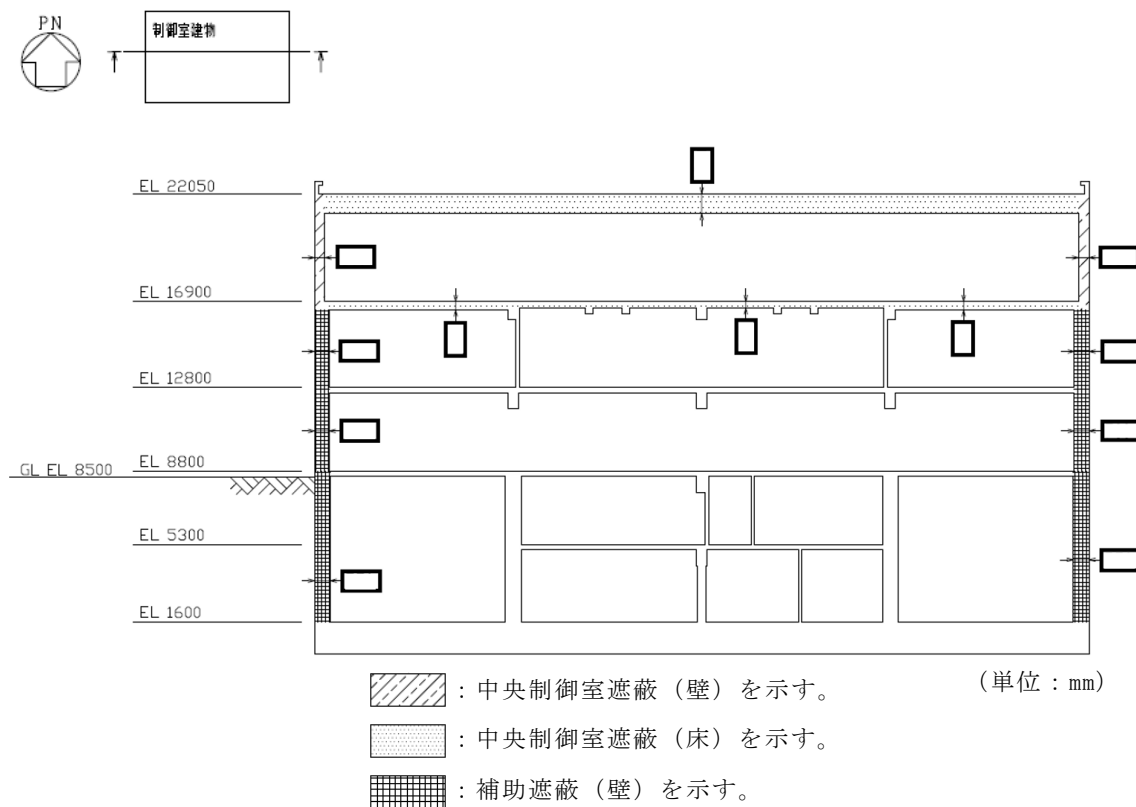 PN
制御室建物
EL 22050
EL 16900
EL 12800
GL EL 8500
EL 8800
EL 5300
EL 1600
：中央制御室遮蔽（壁）を示す。
（単位：mm）
：中央制御室遮蔽（床）を示す。
：補助遮蔽（壁）を示す。